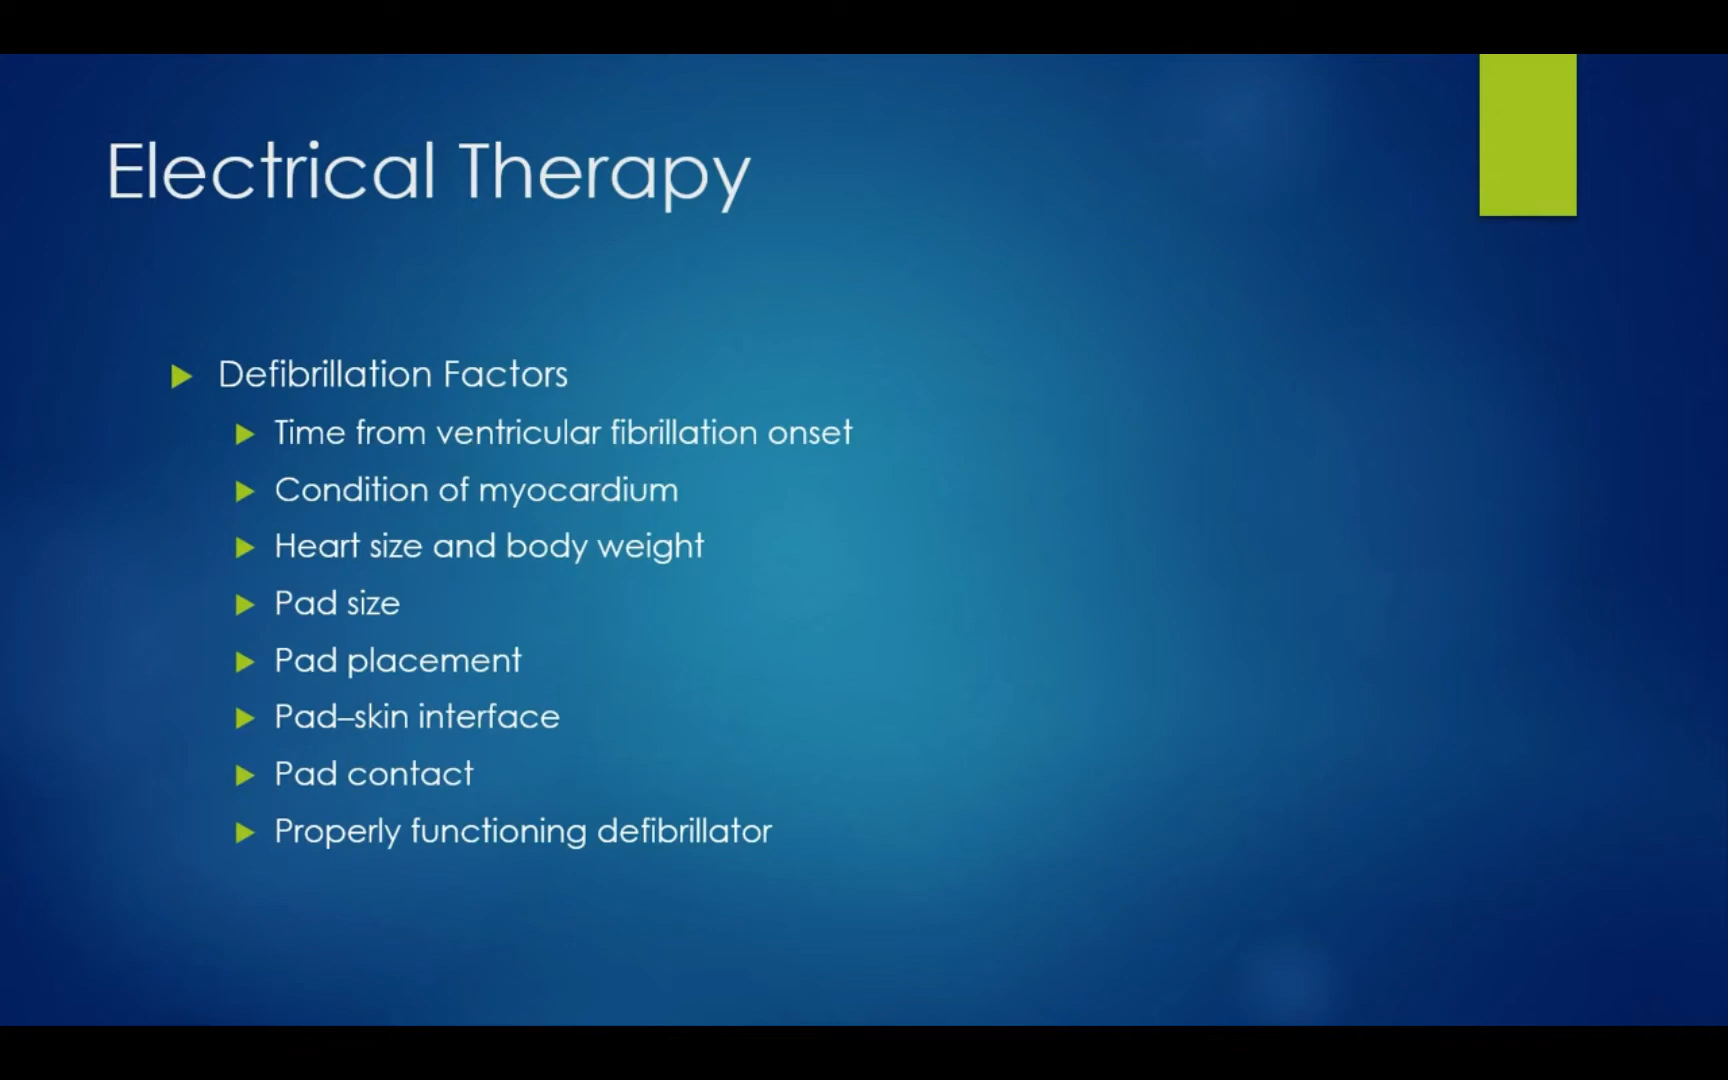 Electrical Therapy
Defibrillation Factors
Time from ventricular fibrillation onset
Condition of myocardium
Heart size and body weight
Pad size
Pad placement
Pad–skin interface
Pad contact
Properly functioning defibrillator